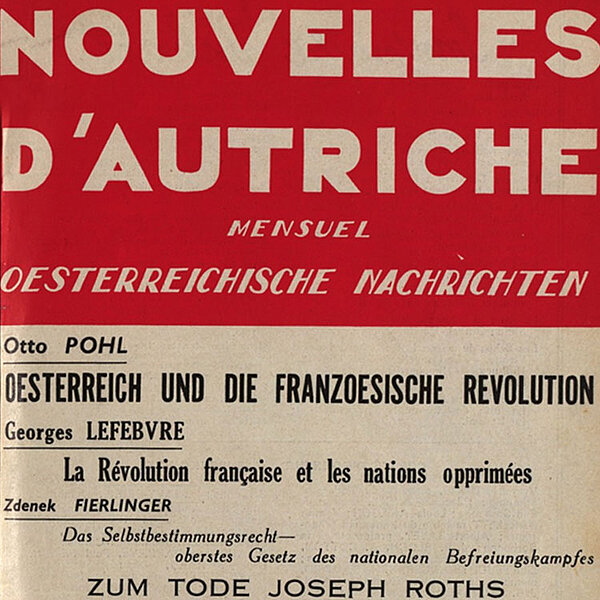 NOUVELLES
D'AUTRICHE
MENSUEL
OESTERREICHISCHE NACHRICHTEN
Otto POHL
OESTERREICH UND DIE FRANZOESISCHE REVOLUTION
Georges LEFEBVRE
La Révolution française et les nations opprimées
Zdenek FIERLINGER
Das Selbstbestimmungsrecht—
oberstes Gesetz des nationalen Befreiungskampfes
ZUM TODE JOSEPH ROTHS